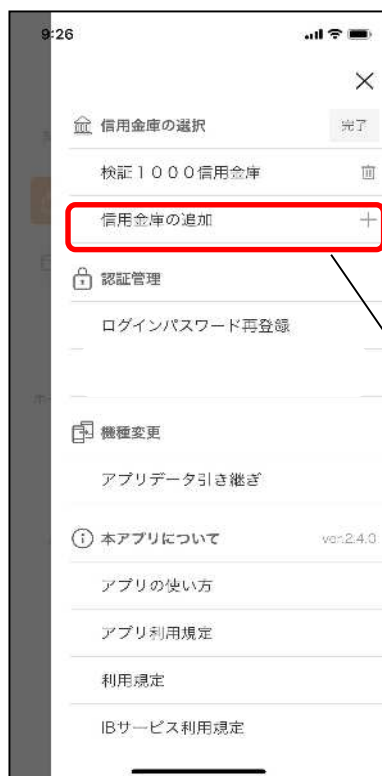 9:26
信用金庫の選択 完了
検証1000信用金庫
信用金庫の追加
認証管理
ログインパスワード再登録
機種変更
アプリデータ引き継ぎ
本アプリについて ver.2.4.0
アプリの使い方
アプリ利用規定
利用規定
IBサービス利用規定